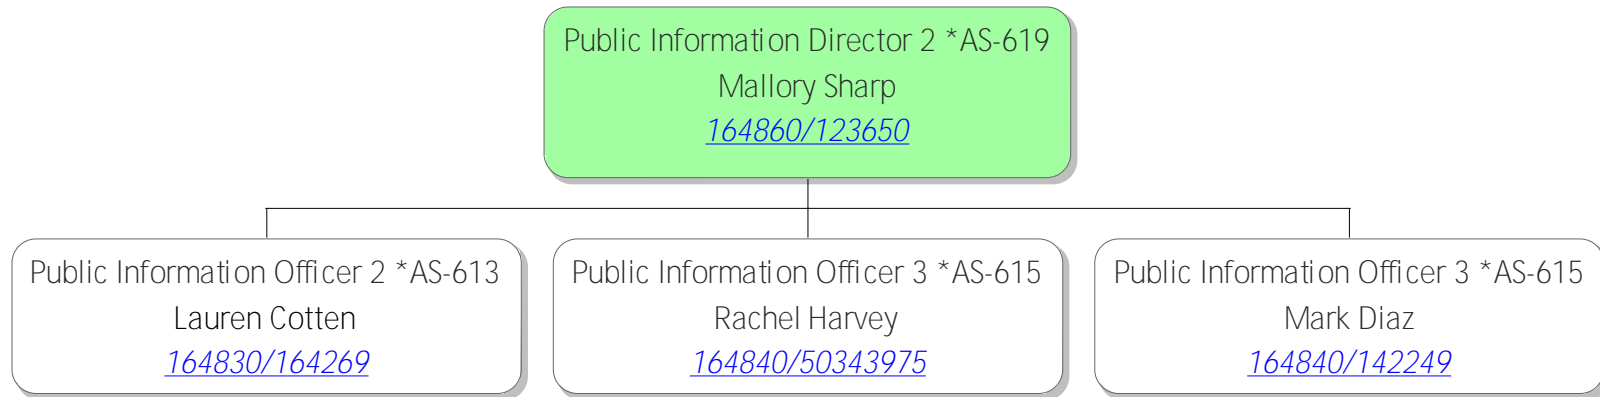 Public Information Director 2 *AS-619
Mallory Sharp
164860/123650
Public Information Officer 2 *AS-613
Lauren Cotten
164830/164269
Public Information Officer 3 *AS-615
Rachel Harvey
164840/50343975
Public Information Officer 3 *AS-615
Mark Diaz
164840/142249